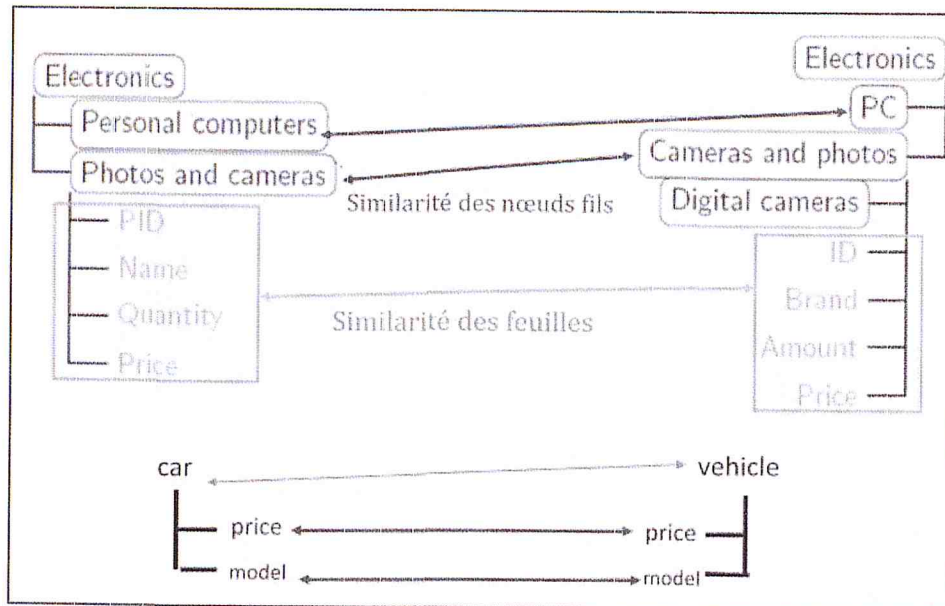 Electronics
Personal computers
Photos and cameras
PID
Name
Quantity
Price
Electronics
PC
Cameras and photos
Digital cameras
ID
Brand
Amount
Price
Similarité des nœuds fils
Similarité des feuilles
car
price
model
vehicle
price
model